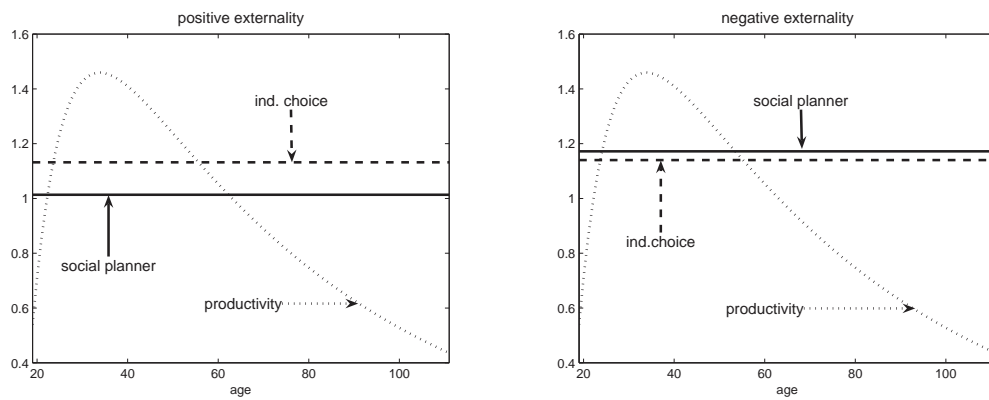 positive externality
1.6
1.4
1.2
1
0.8
0.6
0.4
20
40
60
80
100
age
ind. choice
social planner
productivity
negative externality
1.6
1.4
1.2
1
0.8
0.6
0.4
20
40
60
80
100
age
social planner
ind.choice
productivity